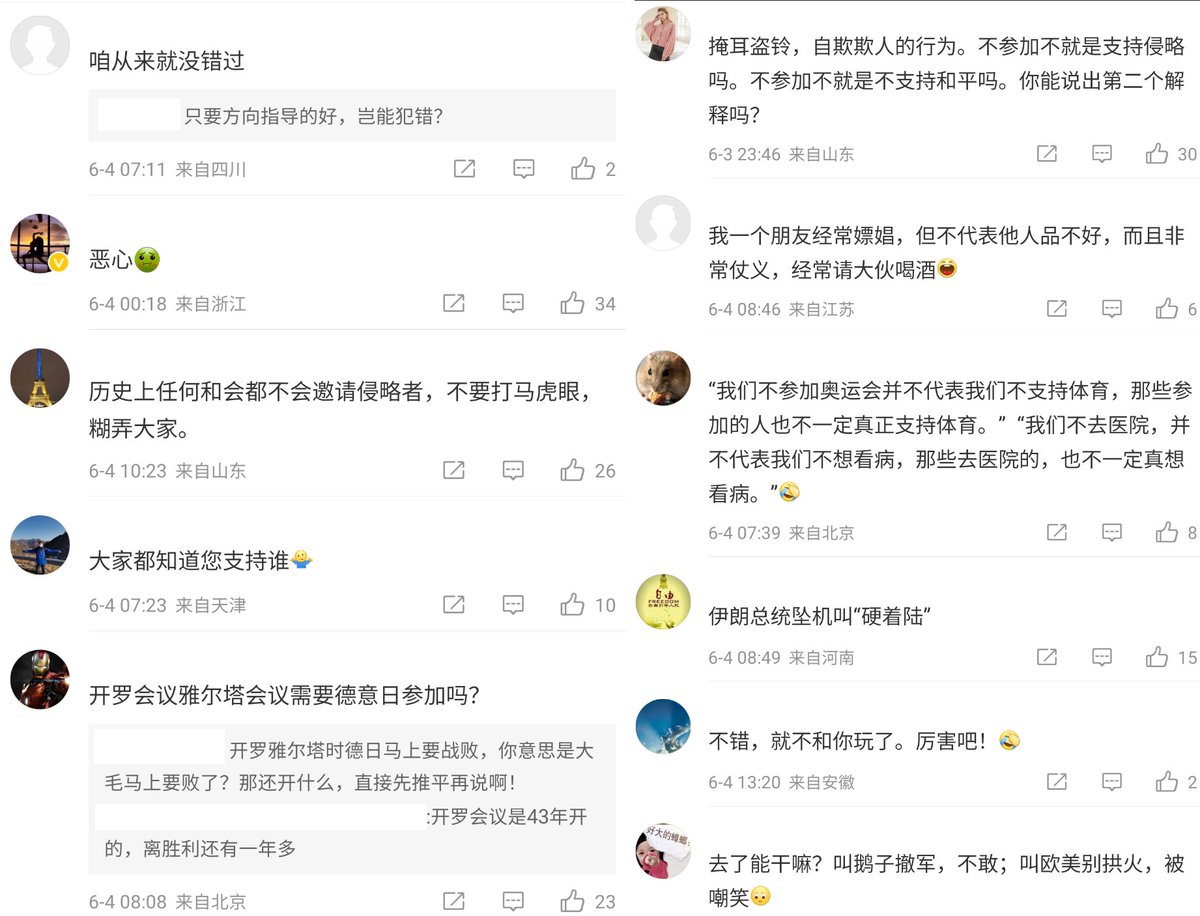 咱从来就没错过
只要方向指导的好，岂能犯错？
6-4 07:11 来自四川
2
恶心🤢
6-4 00:18 来自浙江
34
历史上任何和会都不会邀请侵略者，不要打马虎眼，
糊弄大家。
6-4 10:23 来自山东
26
大家都知道您支持谁🤷
6-4 07:23 来自天津
10
开罗会议雅尔塔会议需要德意日参加吗？
开罗雅尔塔时德日马上要战败，你意思是大
毛马上要败了？那还开什么，直接先推平再说啊！
:开罗会议是43年开
的，离胜利还有一年多
6-4 08:08 来自北京
23
掩耳盗铃，自欺欺人的行为。不参加不就是支持侵略
吗。不参加不就是不支持和平吗。你能说出第二个解
释吗？
6-3 23:46 来自山东
30
我一个朋友经常嫖娼，但不代表他人品不好，而且非
常仗义，经常请大伙喝酒😄
6-4 08:46 来自江苏
6
“我们不参加奥运会并不代表我们不支持体育，那些参
加的人也不一定真正支持体育。” “我们不去医院，并
不代表我们不想看病，那些去医院的，也不一定真想
看病。”🤣
6-4 07:39 来自北京
8
自由
FREEDOM
伊朗总统坠机叫“硬着陆”
6-4 08:49 来自河南
15
不错，就不和你玩了。厉害吧！🤣
6-4 13:20 来自安徽
2
好大的蟑螂
去了能干嘛？叫鹅子撤军，不敢；叫欧美别拱火，被
嘲笑🥺